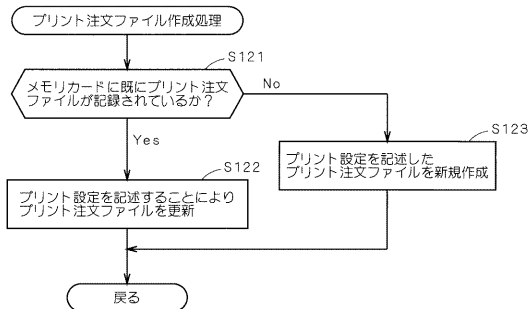 プリント注文ファイル作成処理
S121
メモリカードに既にプリント注文
ファイルが記録されているか?
No
Yes
S123
プリント設定を記述した
プリント注文ファイルを新規作成
S122
プリント設定を記述することにより
プリント注文ファイルを更新
戻る